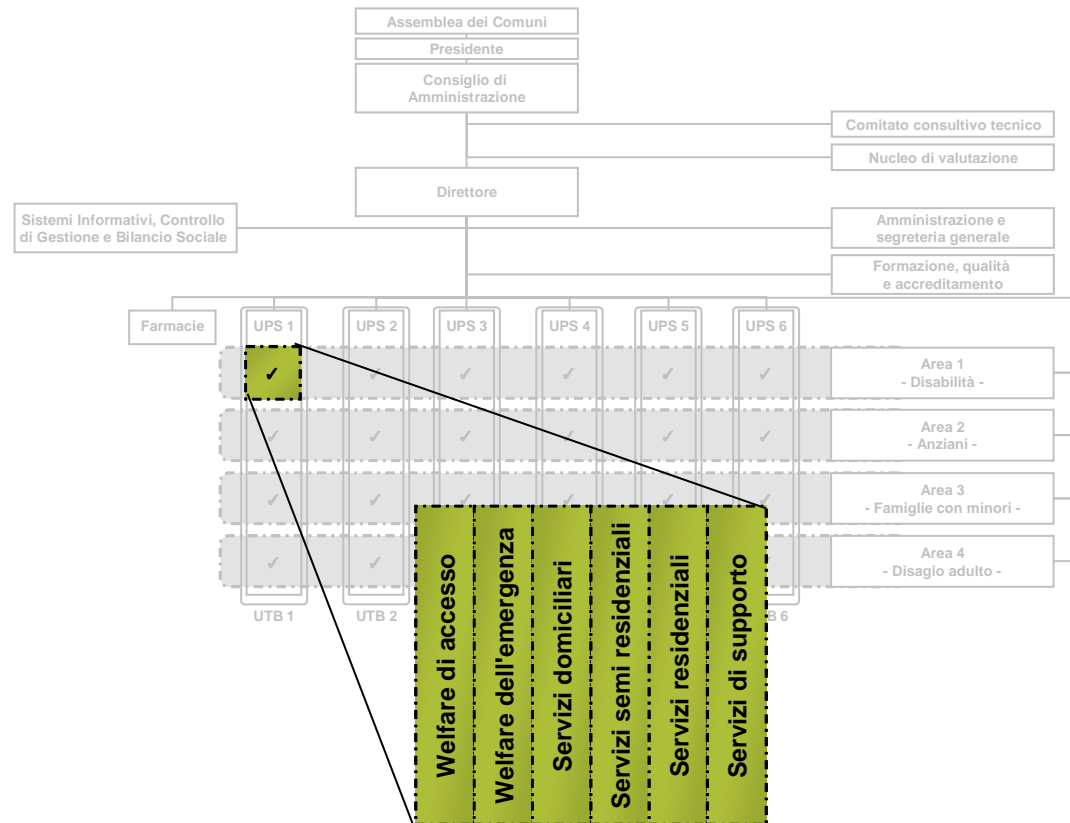 Assemblea dei Comuni
Presidente
Consiglio di
Amministrazione
Comitato consultivo tecnico
Nucleo di valutazione
Direttore
Sistemi Informativi, Controllo
di Gestione e Bilancio Sociale
Amministrazione e
segreteria generale
Formazione, qualità
e accreditamento
Farmacie
UPS 1
UPS 2
UPS 3
UPS 4
UPS 5
UPS 6
✓ ✓ ✓ ✓ ✓ ✓
Area 1
- Disabilità -
✓ ✓ ✓ ✓ ✓ ✓
Area 2
- Anziani -
✓ ✓ ✓ ✓ ✓ ✓
Area 3
- Famiglie con minori -
✓ ✓
Area 4
- Disagio adulto -
UTB 1
UTB 2
B 6
Welfare di accesso
Welfare dell'emergenza
Servizi domiciliari
Servizi semi residenziali
Servizi residenziali
Servizi di supporto